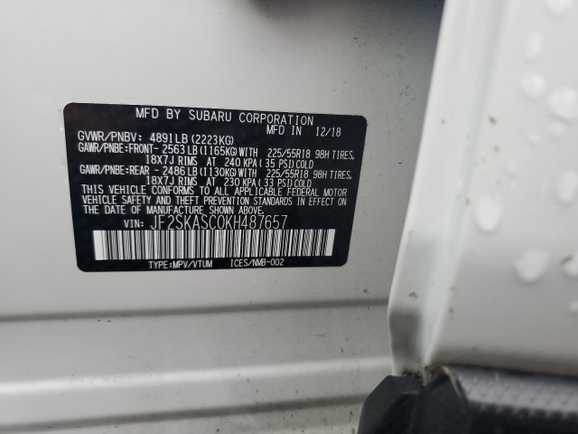 MFD BY SUBARU CORPORATION
MFD IN 12/18
GVWR/PNBV: 4891LB(2223KG)
GAWR/PNBE:FRONT- 2563LB(1165KG)WITH 225/55R18 98H TIRES,
18X7J RIMS AT 240 KPA(35 PSI)COLD
GAWR/PNBE:REAR - 2486LB(1130KG)WITH 225/55R18 98H TIRES,
18X7J RIMS AT 230 KPA(33 PSI)COLD
THIS VEHICLE CONFORMS TO ALL APPLICABLE FEDERAL MOTOR
VEHICLE SAFETY AND THEFT PREVENTION STANDARDS IN EFFECT ON
THE DATE OF MANUFACTURE SHOWN ABOVE.
VIN: JF2SKASC0KH487657
TYPE:MPV/VTUM ICES/NMB-002